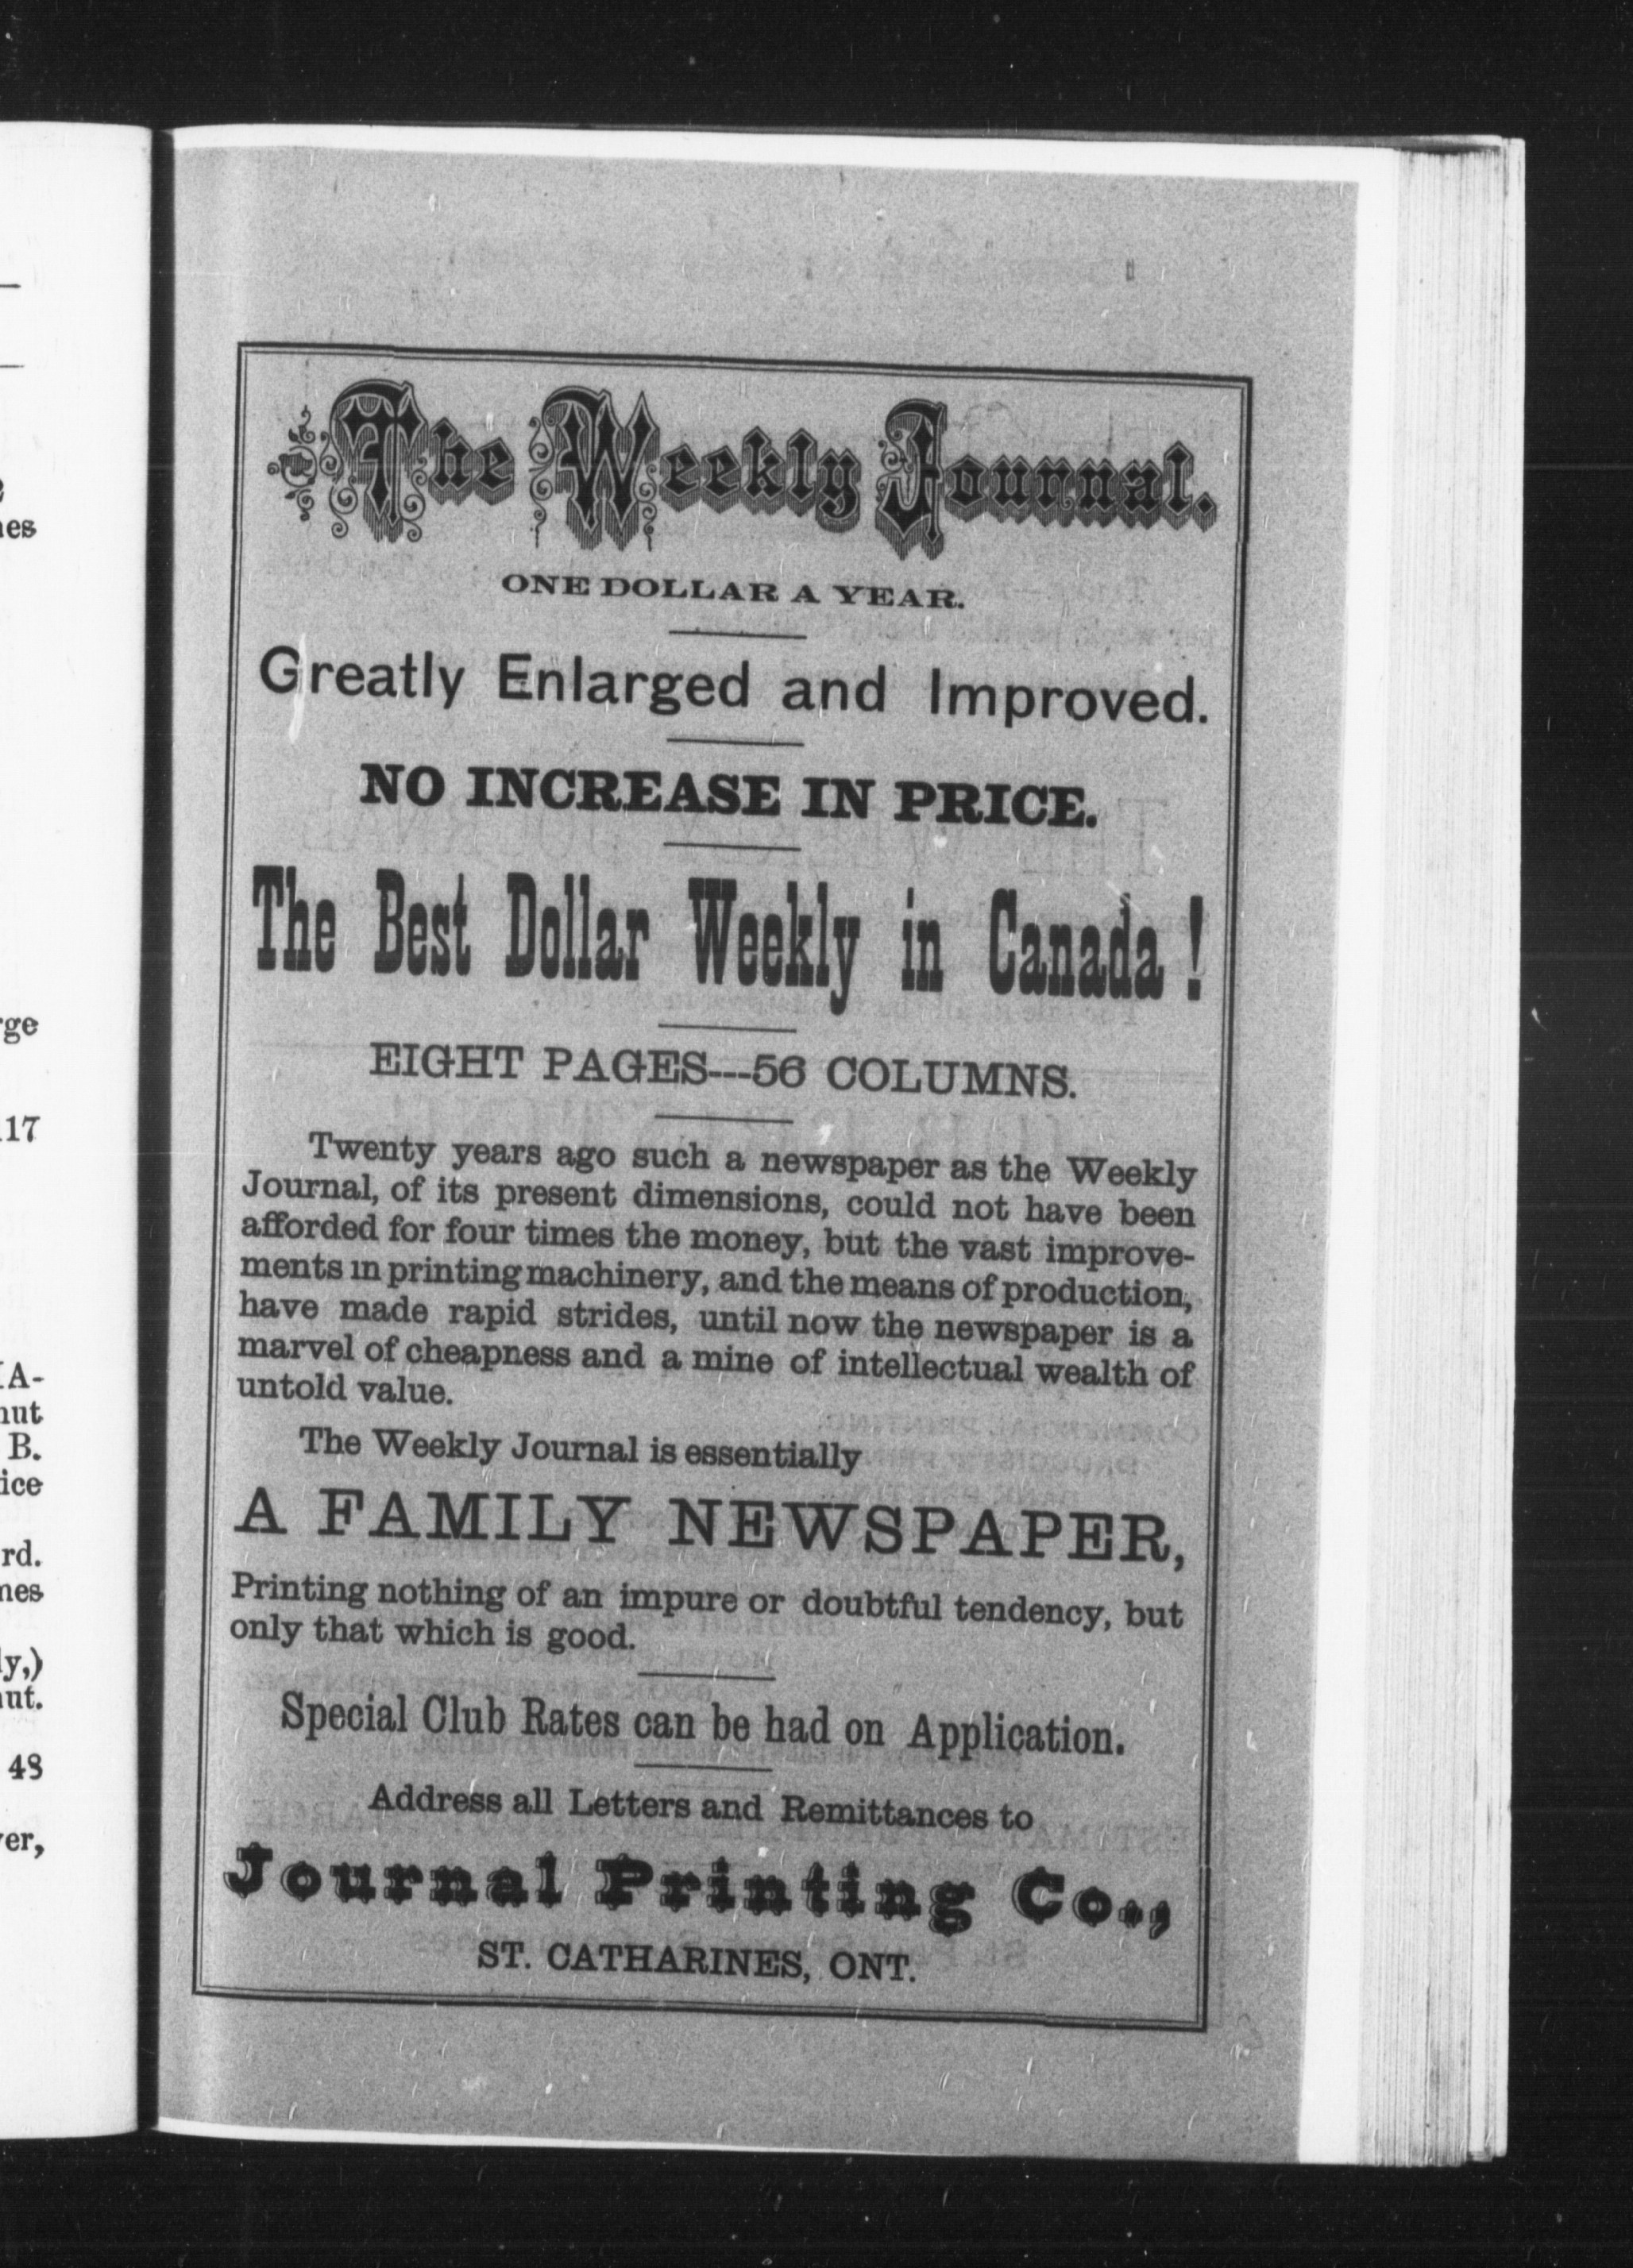 The Weekly Journal.
ONE DOLLAR A YEAR.
Greatly Enlarged and Improved.
NO INCREASE IN PRICE.
The Best Dollar Weekly in Canada !
EIGHT PAGES---56 COLUMNS.
Twenty years ago such a newspaper as the Weekly
Journal, of its present dimensions, could not have been
afforded for four times the money, but the vast improve-
ments in printing machinery, and the means of production,
have made rapid strides, until now the newspaper is a
marvel of cheapness and a mine of intellectual wealth of
untold value.
The Weekly Journal is essentially
A FAMILY NEWSPAPER,
Printing nothing of an impure or doubtful tendency, but
only that which is good.
Special Club Rates can be had on Application.
Address all Letters and Remittances to
Journal Printing Co.,
ST. CATHARINES, ONT.